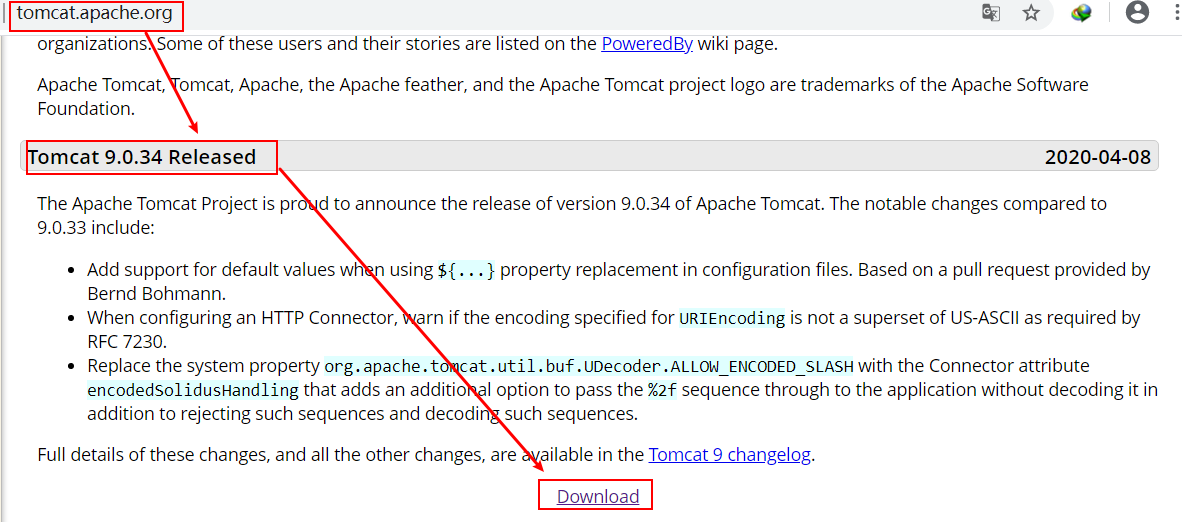 tomcat.apache.org
organizations. Some of these users and their stories are listed on the PoweredBy wiki page.
Apache Tomcat, Tomcat, Apache, the Apache feather, and the Apache Tomcat project logo are trademarks of the Apache Software
Foundation.
Tomcat 9.0.34 Released 2020-04-08
The Apache Tomcat Project is proud to announce the release of version 9.0.34 of Apache Tomcat. The notable changes compared to
9.0.33 include:
• Add support for default values when using ${...} property replacement in configuration files. Based on a pull request provided by
Bernd Bohmann.
• When configuring an HTTP Connector, warn if the encoding specified for URIEncoding is not a superset of US-ASCII as required by
RFC 7230.
• Replace the system property org.apache.tomcat.util.buf.UDecoder.ALLOW_ENCODED_SLASH with the Connector attribute
encodedSolidusHandling that adds an additional option to pass the %2f sequence through to the application without decoding it in
addition to rejecting such sequences and decoding such sequences.
Full details of these changes, and all the other changes, are available in the Tomcat 9 changelog.
Download